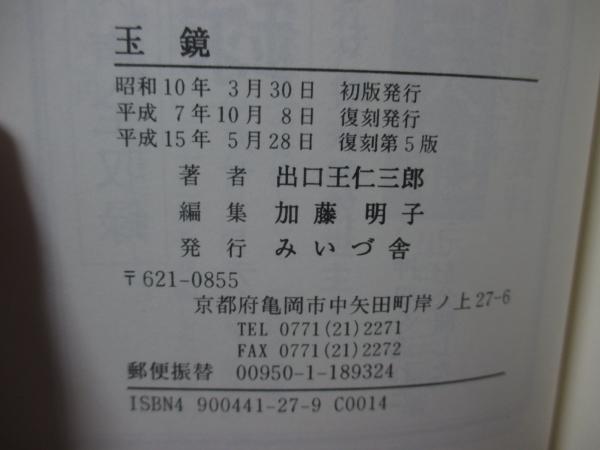 玉鏡
昭和10年 3月30日 初版発行
平成 7年10月 8日 復刻発行
平成15年 5月28日 復刻第5版
著者 出口王仁三郎
編集 加藤明子
発行 みいづ舎
〒621-0855
京都府亀岡市中矢田町岸ノ上27-6
TEL 0771(21)2271
FAX 0771(21)2272
郵便振替 00950-1-189324
ISBN4 900441-27-9 C0014